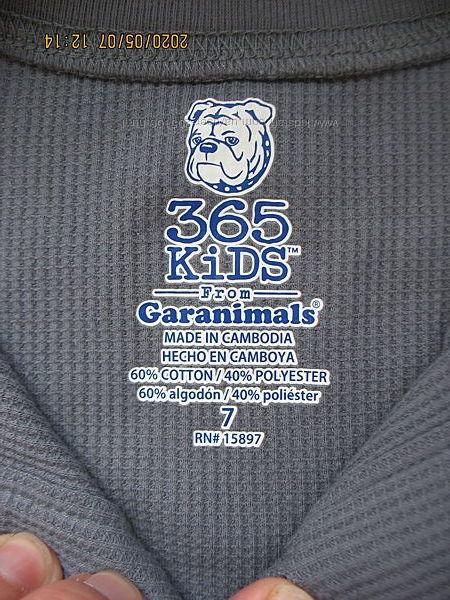 2020/05/07 12:14
365
KiDS™
From
Garanimals®
MADE IN CAMBODIA
HECHO EN CAMBOYA
60% COTTON / 40% POLYESTER
60% algodón / 40% poliéster
7
RN# 15897